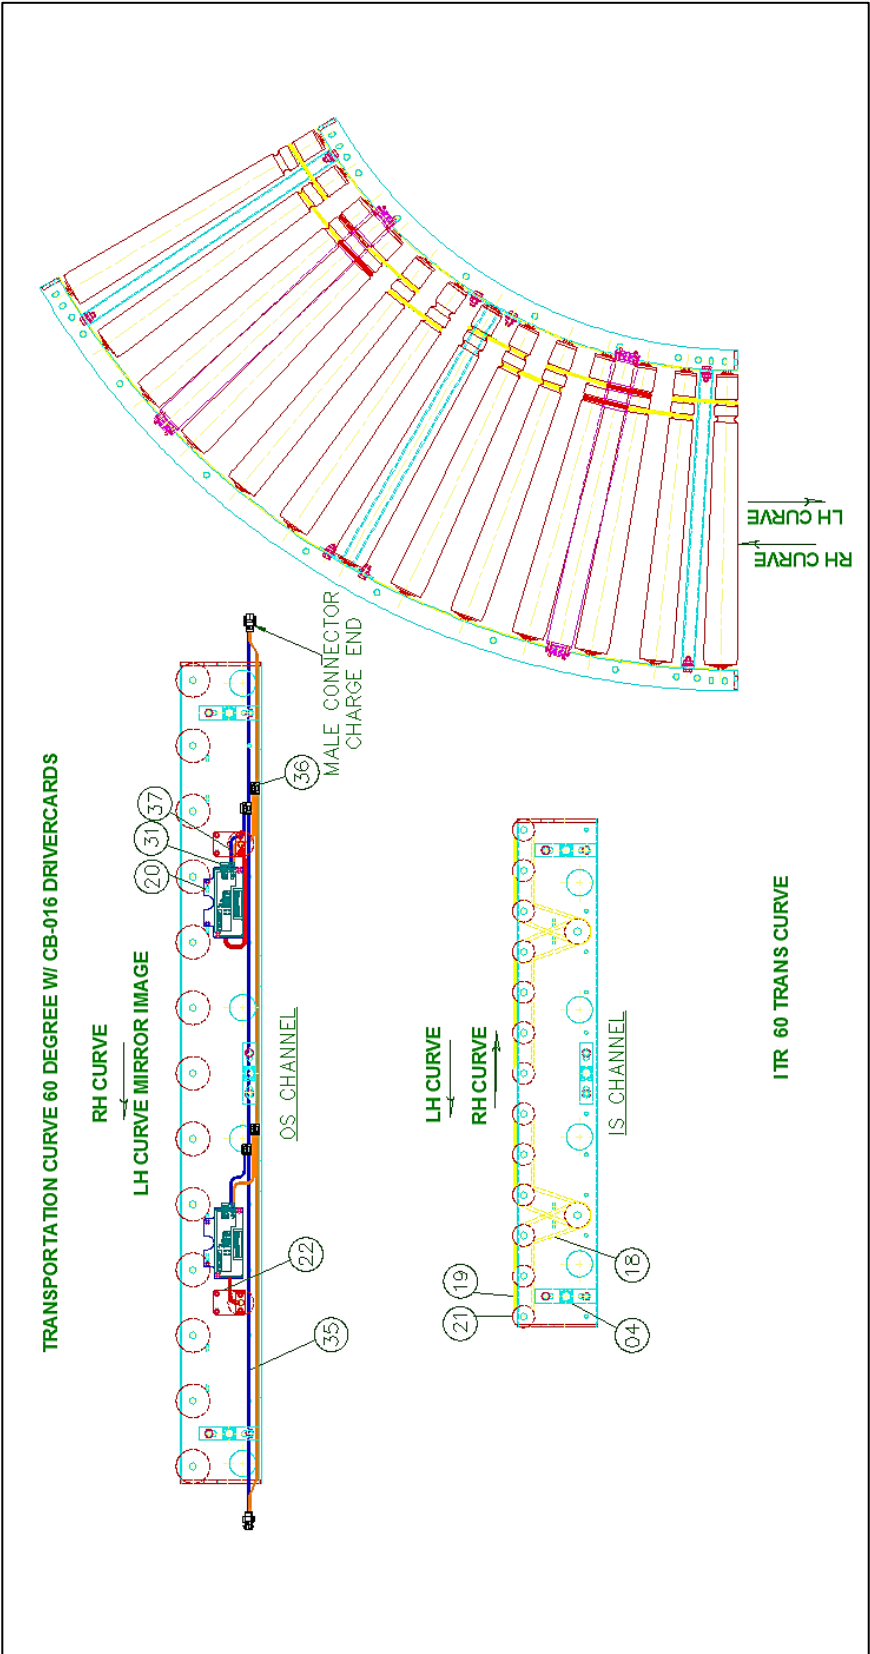 TRANSPORTATION CURVE 60 DEGREE W/ CB-016 DRIVERCARDS
RH CURVE
LH CURVE MIRROR IMAGE
20
31
37
36
MALE CONNECTOR
CHARGE END
22
35
OS CHANNEL
LH CURVE
RH CURVE
19
21
18
04
IS CHANNEL
ITR 60 TRANS CURVE
LH CURVE
RH CURVE